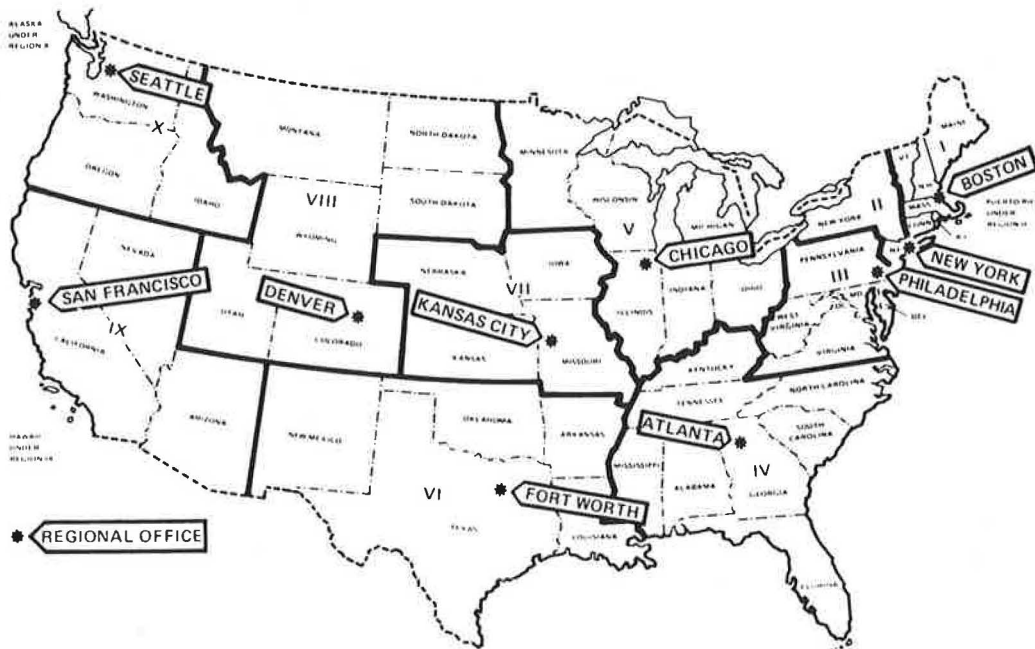 ALASKA
UNDER
REGION X
SEATTLE
WASHINGTON
X
OREGON
IDAHO
MONTANA
NORTH DAKOTA
SOUTH DAKOTA
VIII
WYOMING
MINNESOTA
WISCONSIN
V
MICHIGAN
CHICAGO
ILLINOIS
INDIANA
OHIO
MAINE
I
VT.
N.H.
BOSTON
MASS
CONN
R.I.
UNDER
NEW YORK
II
N.J.
NEW YORK
PENNSYLVANIA
III
PHILADELPHIA
MD.
DEL
WEST
VIRGINIA
VIRGINIA
NEVADA
SAN FRANCISCO
IX
CALIFORNIA
UTAH
DENVER
COLORADO
NEBRASKA
IOWA
VII
KANSAS CITY
KANSAS
MISSOURI
KENTUCKY
TENNESSEE
NORTH CAROLINA
SOUTH
CAROLINA
ATLANTA
IV
GEORGIA
MISSISSIPPI
ALABAMA
FLORIDA
ARIZONA
NEW MEXICO
OKLAHOMA
ARKANSAS
VI
FORT WORTH
TEXAS
LOUISIANA
HAWAII
UNDER
REGION IX
REGIONAL OFFICE